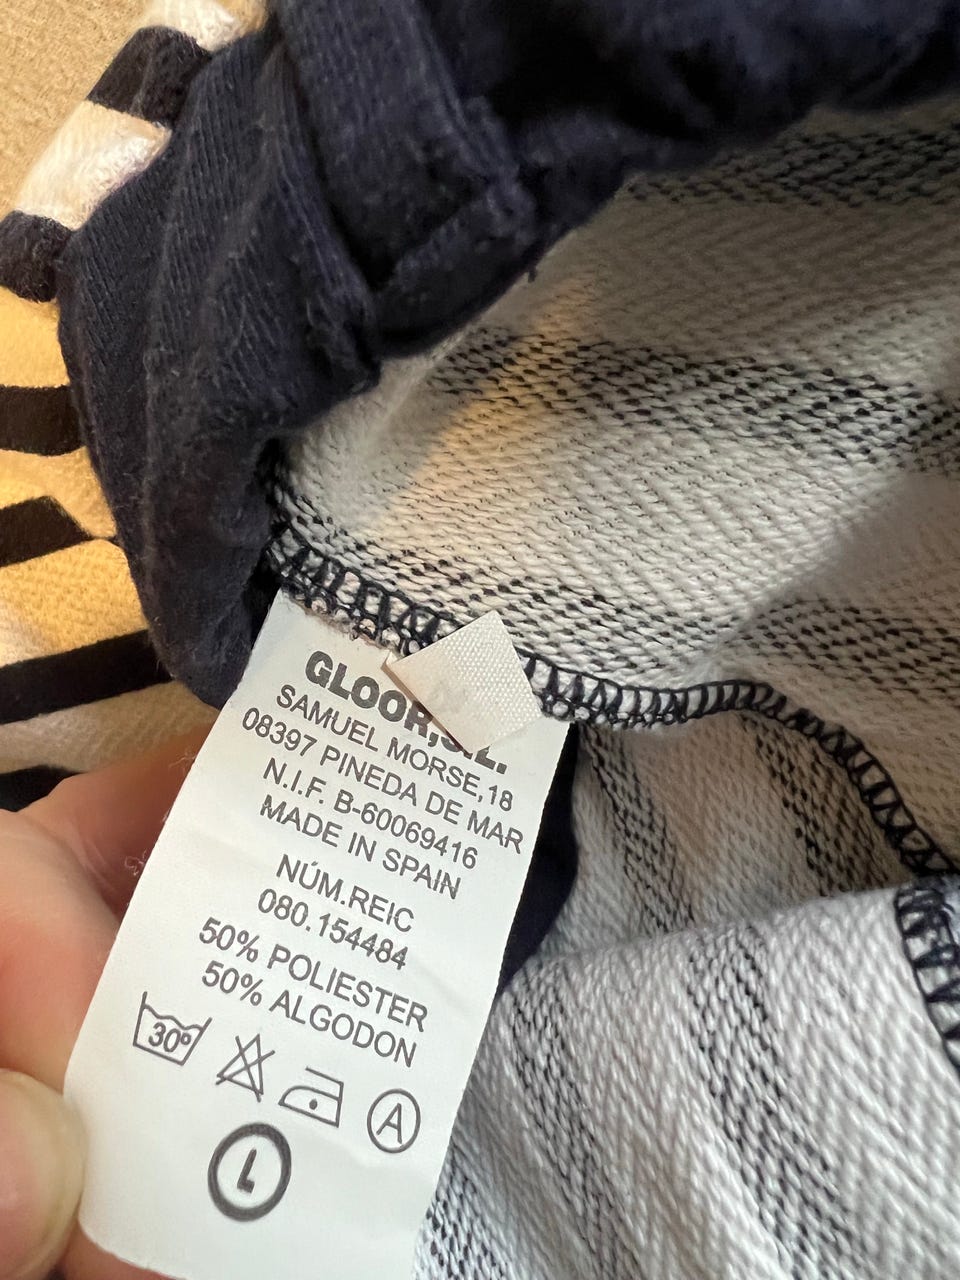 GLOOR,S.L.
SAMUEL MORSE,18
08397 PINEDA DE MAR
N.I.F. B-60069416
MADE IN SPAIN
NÚM.REIC
080.154484
50% POLIESTER
50% ALGODON
30º
A
L